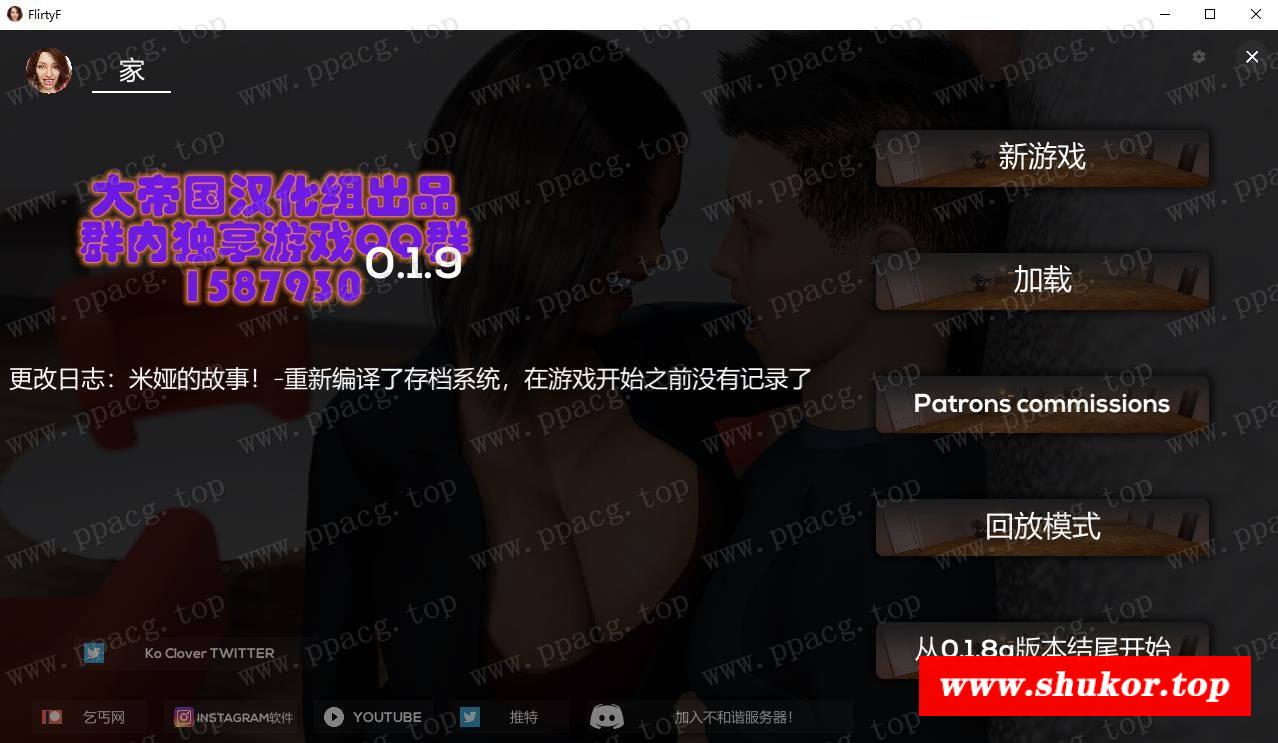 FlirtyF
家
大帝国汉化组出品
群内独享游戏QQ群
1587930
0.1.9
更改日志：米娅的故事！-重新编译了存档系统，在游戏开始之前没有记录了
新游戏
加载
Patrons commissions
回放模式
从0.1.8a版本结尾开始
www.shukor.top
Ko Clover TWITTER
乞丐网
INSTAGRAM软件
YOUTUBE
推特
加入不和谐服务器！
www.ppacg.top